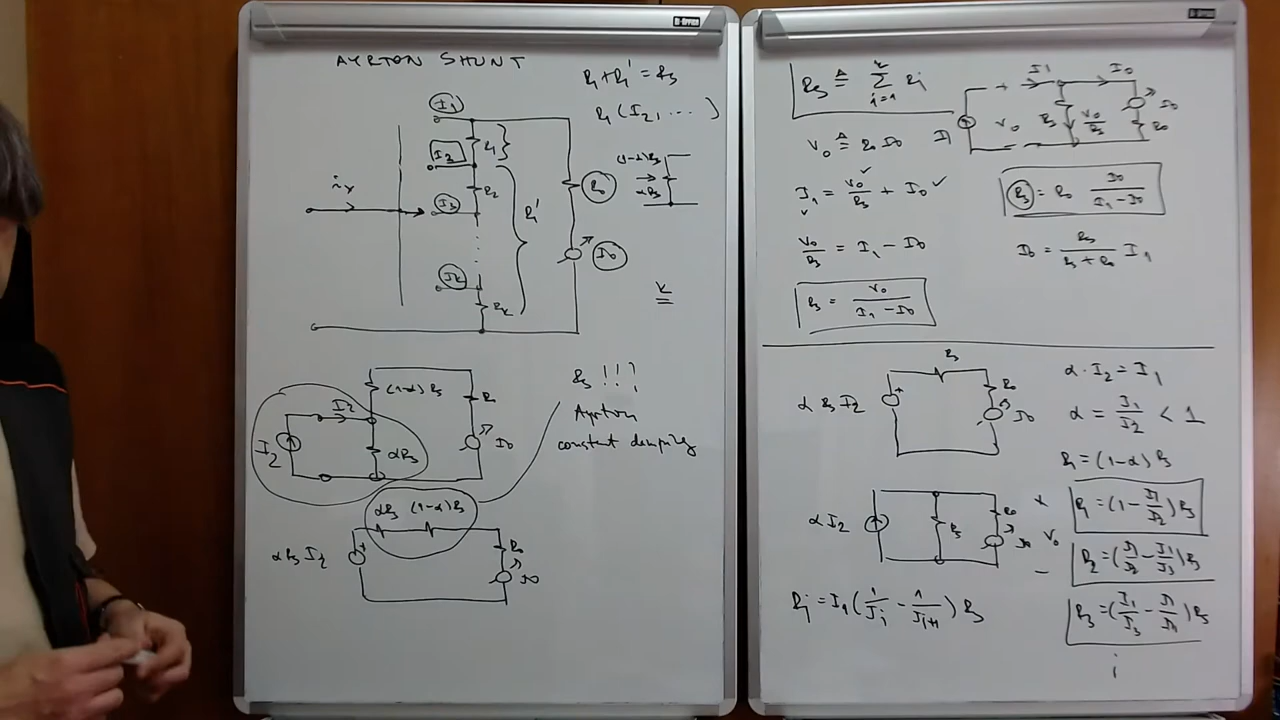 AYRTON SHUNT
R₁ + R₁' = Rs
R₁ (I₂, ...)
I₁
R₁
I₂
R₂
ix
I₃
R₁'
Ik
Rk
R₀
I₀
(1-α)Rs
αRs
k
(1-α) Rs
I₂
I₂
αRs
R₀
I₀
Rs !!!
Ayrton
constant damping
αRs (1-α)Rs
αRs I₂
R₀
I₀
Rs ≜ Σ Ri
i=1
k
V₀ ≜ R₀ I₀
I₁ = V₀/Rs + I₀
V₀/Rs = I₁ - I₀
Rs = V₀/(I₁ - I₀)
I₁
I₀
I₁
+ V₀ -
Rs
V₀/Rs
I₀
R₀
Rs = R₀ I₀/(I₁ - I₀)
I₀ = Rs/(Rs + R₀) I₁
Rs
αRs I₂
R₀
I₀
α · I₂ = I₁
α = I₁/I₂ < 1
R₁ = (1-α) Rs
αI₂
Rs
R₀
I₀
+ V₀ -
R₁ = (1 - I₁/I₂) Rs
R₂ = (I₁/I₂ - I₁/I₃) Rs
R₃ = (I₁/I₃ - I₁/I₄) Rs
Ri = I₁ (1/Ii - 1/Ii+1) Rs
i